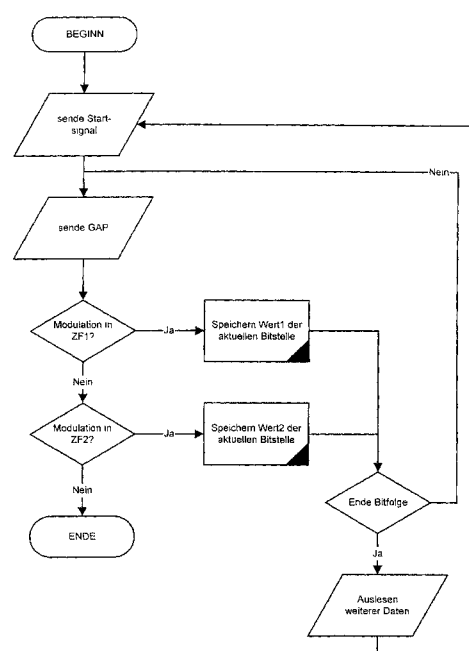 BEGINN
sende Start-
signal
Nein
sende GAP
Modulation in
ZF1?
Ja
Speichern Wert1 der
aktuellen Bitstelle
Nein
Modulation in
ZF2?
Ja
Speichern Wert2 der
aktuellen Bitstelle
Nein
Ende Bitfolge
ENDE
Ja
Auslesen
weiterer Daten